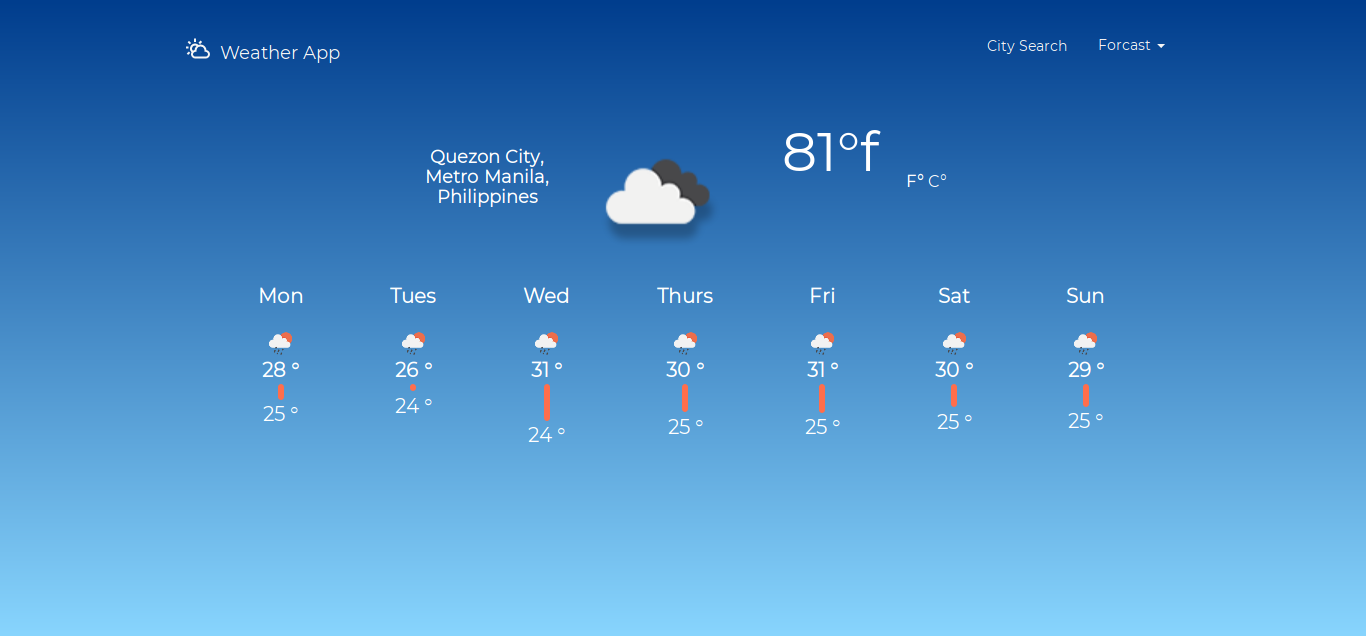 Weather App
City Search
Forcast
Quezon City,
Metro Manila,
Philippines
81°f
F° C°
Mon Tues Wed Thurs Fri Sat Sun
28 ° 26 ° 31 ° 30 ° 31 ° 30 ° 29 °
25 ° 24 ° 24 ° 25 ° 25 ° 25 ° 25 °